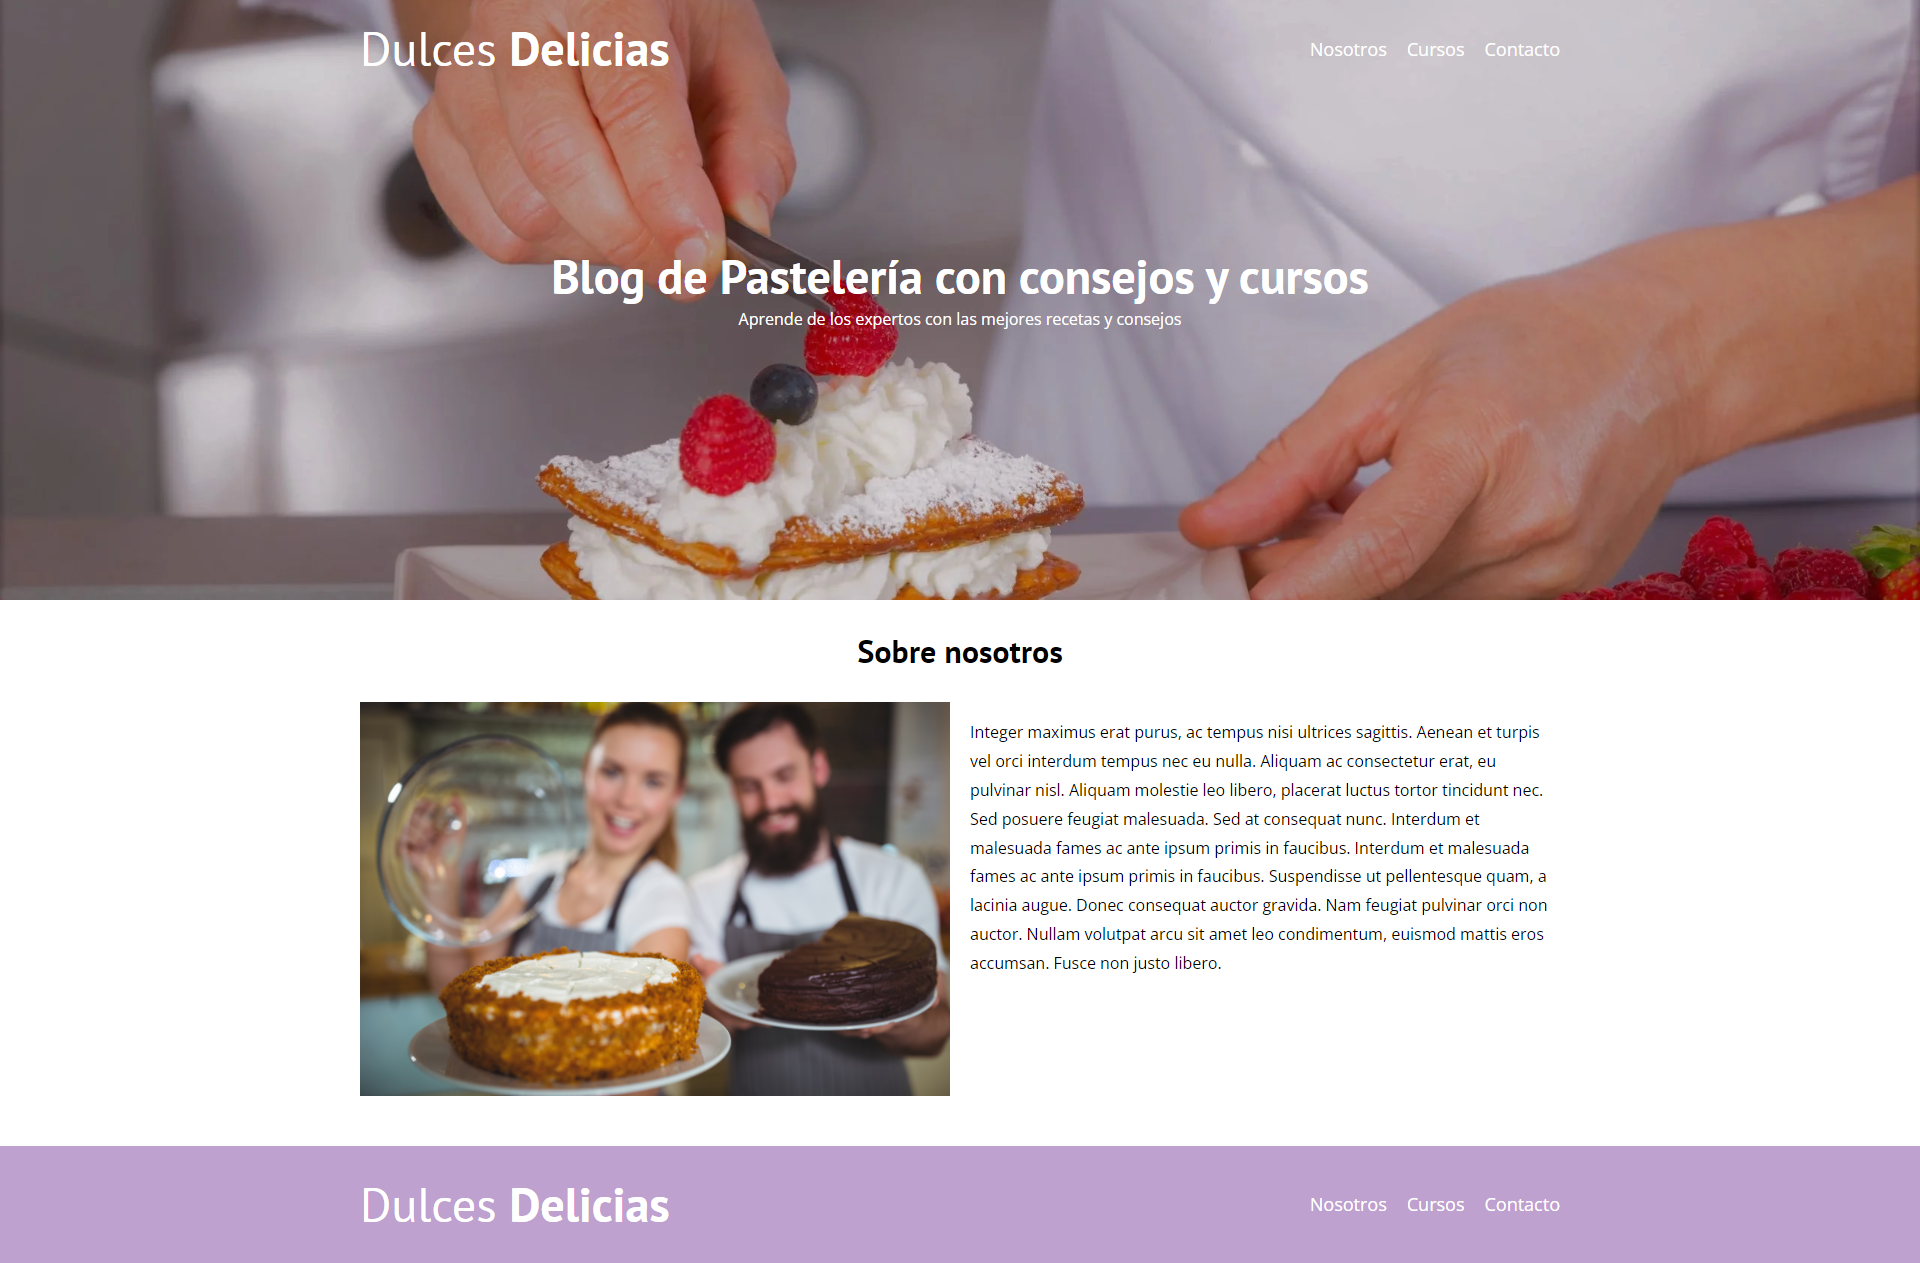 Dulces Delicias
Nosotros Cursos Contacto
Blog de Pastelería con consejos y cursos
Aprende de los expertos con las mejores recetas y consejos
Sobre nosotros
Integer maximus erat purus, ac tempus nisi ultrices sagittis. Aenean et turpis
vel orci interdum tempus nec eu nulla. Aliquam ac consectetur erat, eu
pulvinar nisl. Aliquam molestie leo libero, placerat luctus tortor tincidunt nec.
Sed posuere feugiat malesuada. Sed at consequat nunc. Interdum et
malesuada fames ac ante ipsum primis in faucibus. Interdum et malesuada
fames ac ante ipsum primis in faucibus. Suspendisse ut pellentesque quam, a
lacinia augue. Donec consequat auctor gravida. Nam feugiat pulvinar orci non
auctor. Nullam volutpat arcu sit amet leo condimentum, euismod mattis eros
accumsan. Fusce non justo libero.
Dulces Delicias
Nosotros Cursos Contacto